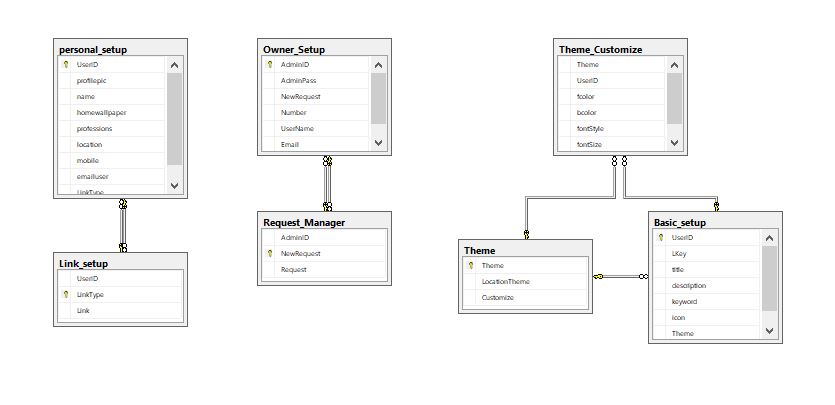 personal_setup
UserID
profilepic
name
homewallpaper
professions
location
mobile
emailuser
LinkType
Link_setup
UserID
LinkType
Link
Owner_Setup
AdminID
AdminPass
NewRequest
Number
UserName
Email
Request_Manager
AdminID
NewRequest
Request
Theme_Customize
Theme
UserID
fcolor
bcolor
fontStyle
fontSize
Theme
Theme
LocationTheme
Customize
Basic_setup
UserID
LKey
title
description
keyword
icon
Theme